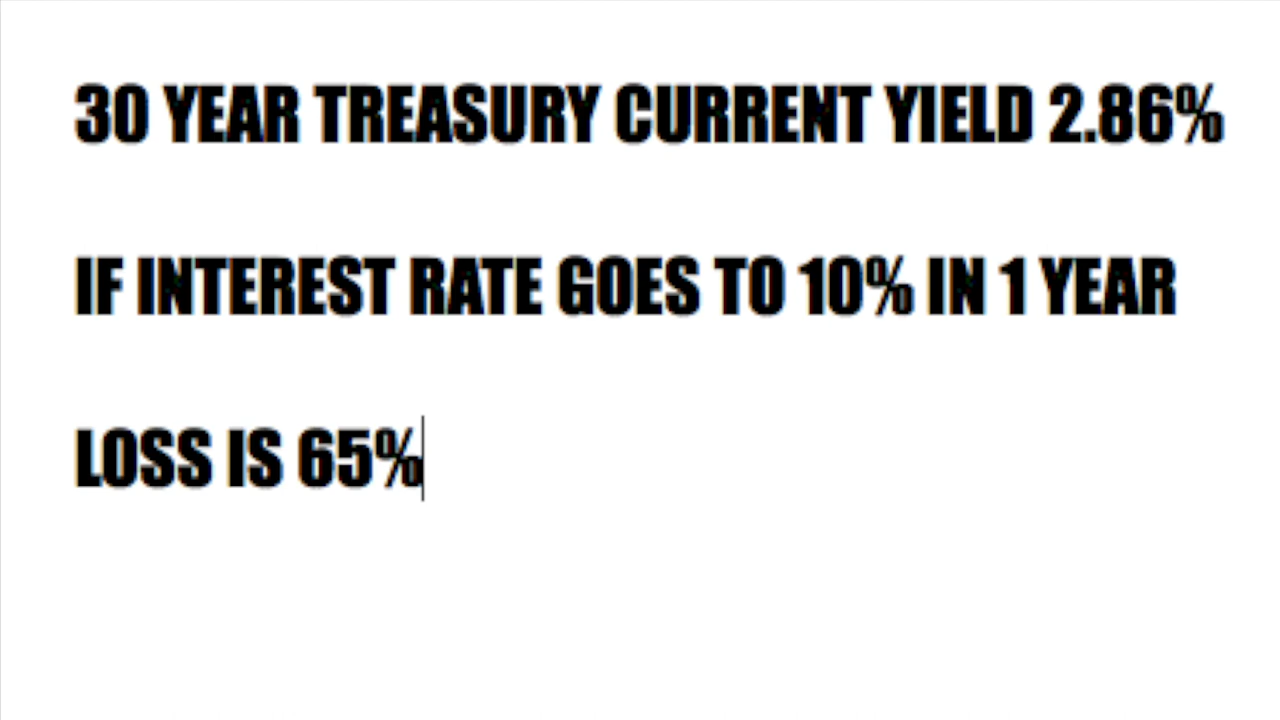 30 YEAR TREASURY CURRENT YIELD 2.86%
IF INTEREST RATE GOES TO 10% IN 1 YEAR
LOSS IS 65%